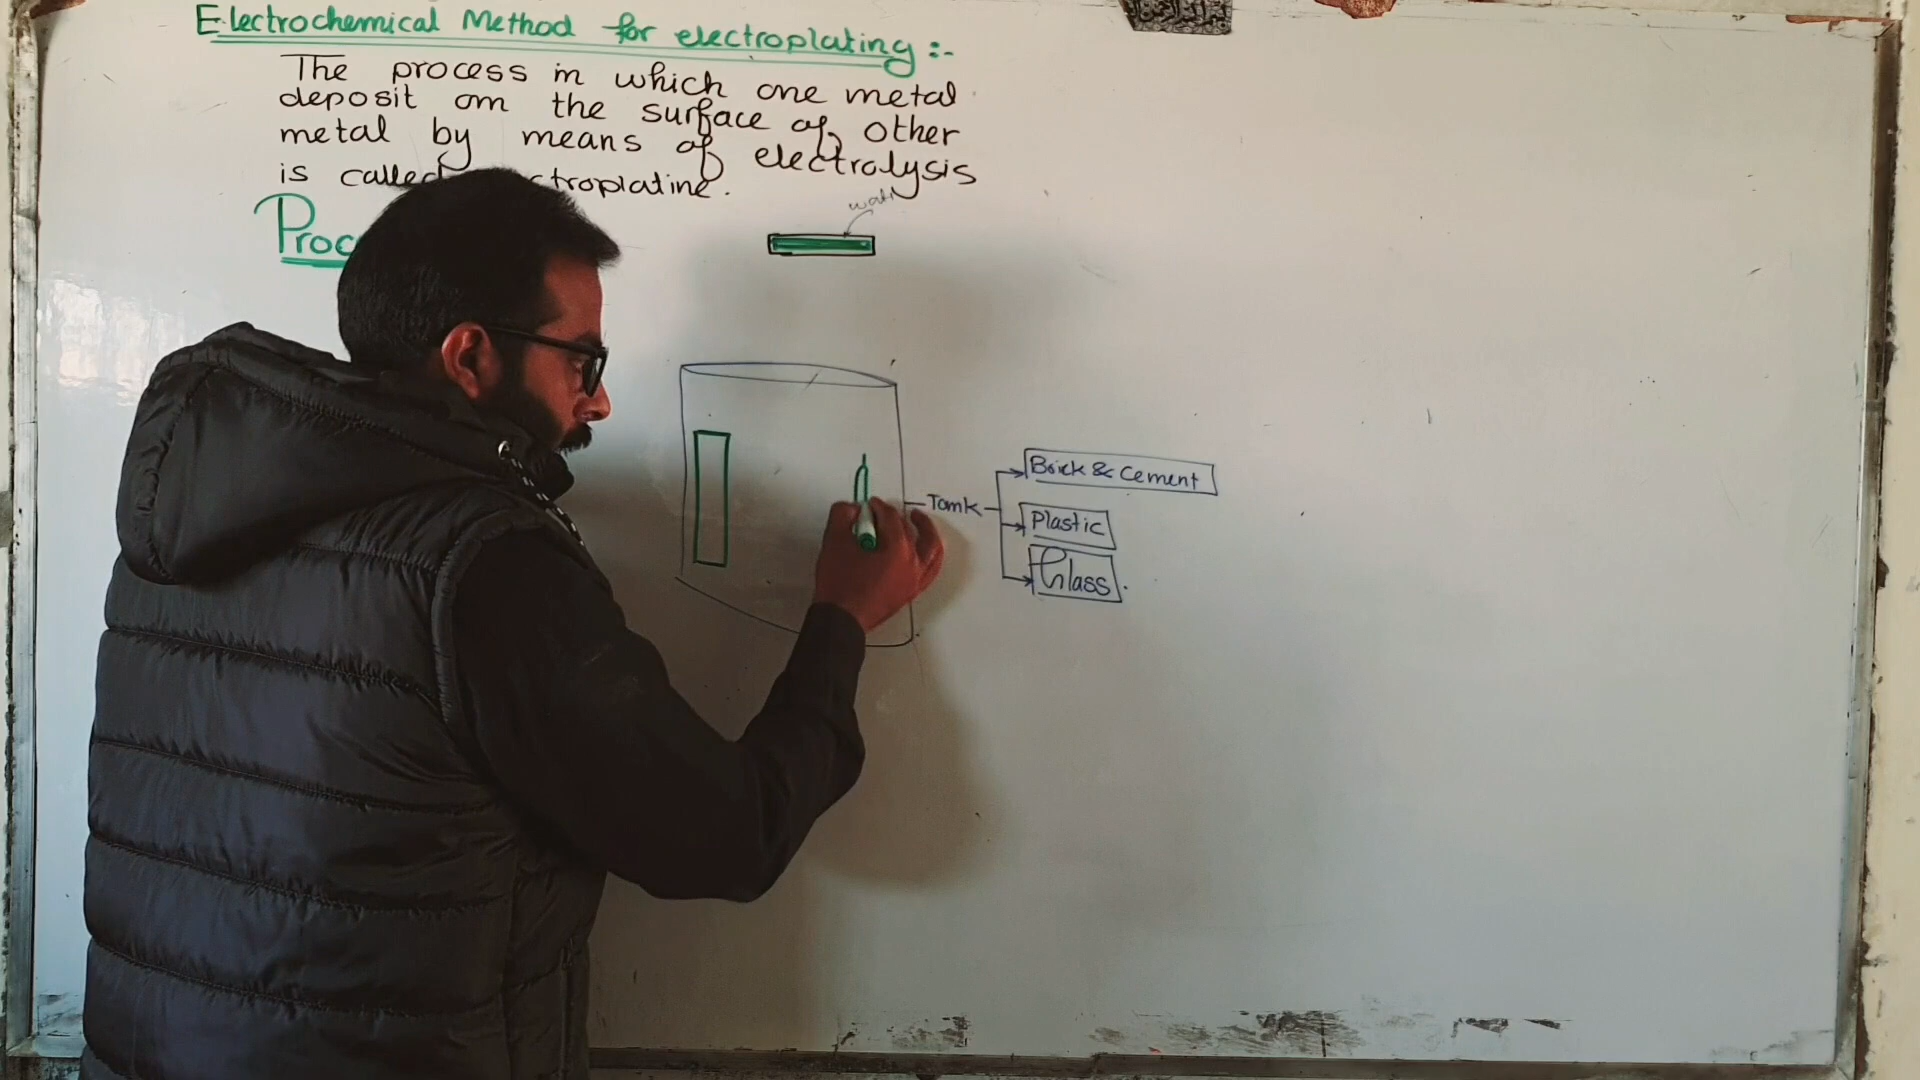 Electrochemical Method for electroplating :-
The process in which one metal
deposit on the surface of other
metal by means of electrolysis
is called troplatine.
Proc
Tank
Brick & Cement
Plastic
Glass.